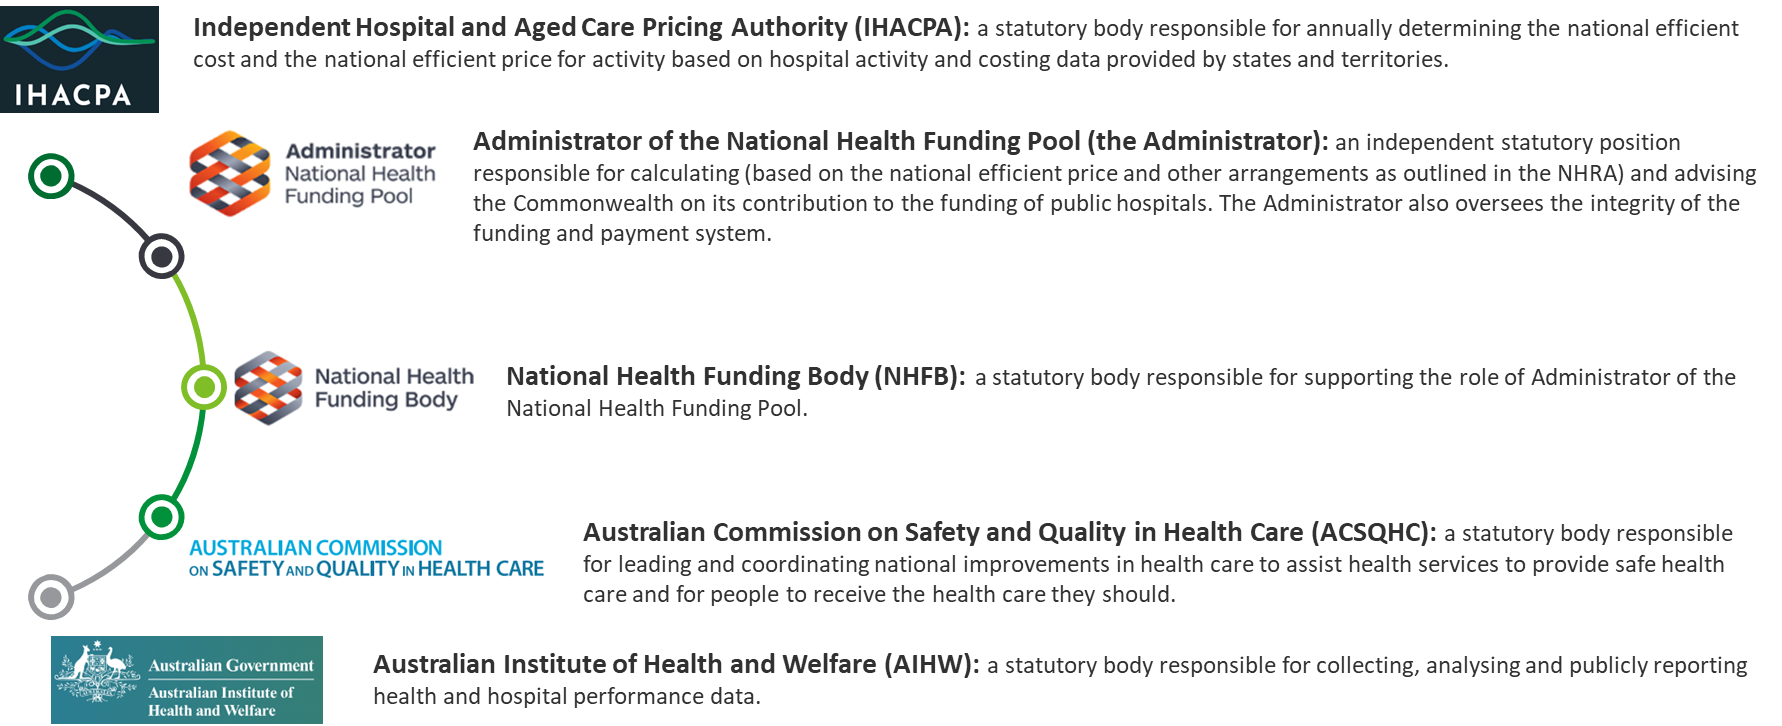 IHACPA
Independent Hospital and Aged Care Pricing Authority (IHACPA): a statutory body responsible for annually determining the national efficient
cost and the national efficient price for activity based on hospital activity and costing data provided by states and territories.
Administrator
National Health
Funding Pool
Administrator of the National Health Funding Pool (the Administrator): an independent statutory position
responsible for calculating (based on the national efficient price and other arrangements as outlined in the NHRA) and advising
the Commonwealth on its contribution to the funding of public hospitals. The Administrator also oversees the integrity of the
funding and payment system.
National Health
Funding Body
National Health Funding Body (NHFB): a statutory body responsible for supporting the role of Administrator of the
National Health Funding Pool.
AUSTRALIAN COMMISSION
ON SAFETY AND QUALITY IN HEALTH CARE
Australian Commission on Safety and Quality in Health Care (ACSQHC): a statutory body responsible
for leading and coordinating national improvements in health care to assist health services to provide safe health
care and for people to receive the health care they should.
Australian Government
Australian Institute of
Health and Welfare
Australian Institute of Health and Welfare (AIHW): a statutory body responsible for collecting, analysing and publicly reporting
health and hospital performance data.